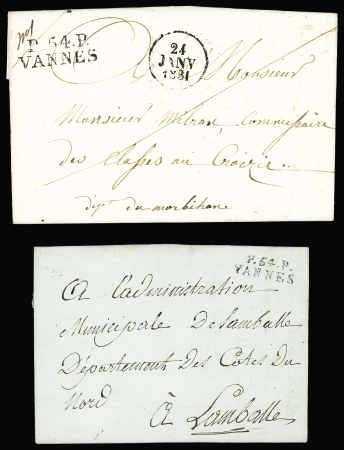 P. 54. P.
VANNES
24
JANV
1831
A Monsieur
Monsieur Commissaire
des Classes au Croizic
dépt. du morbihan
P. 54. P.
VANNES
A l'administration
Municipale De Lamballe
Département Des Côtes Du
Nord
à Lamballe